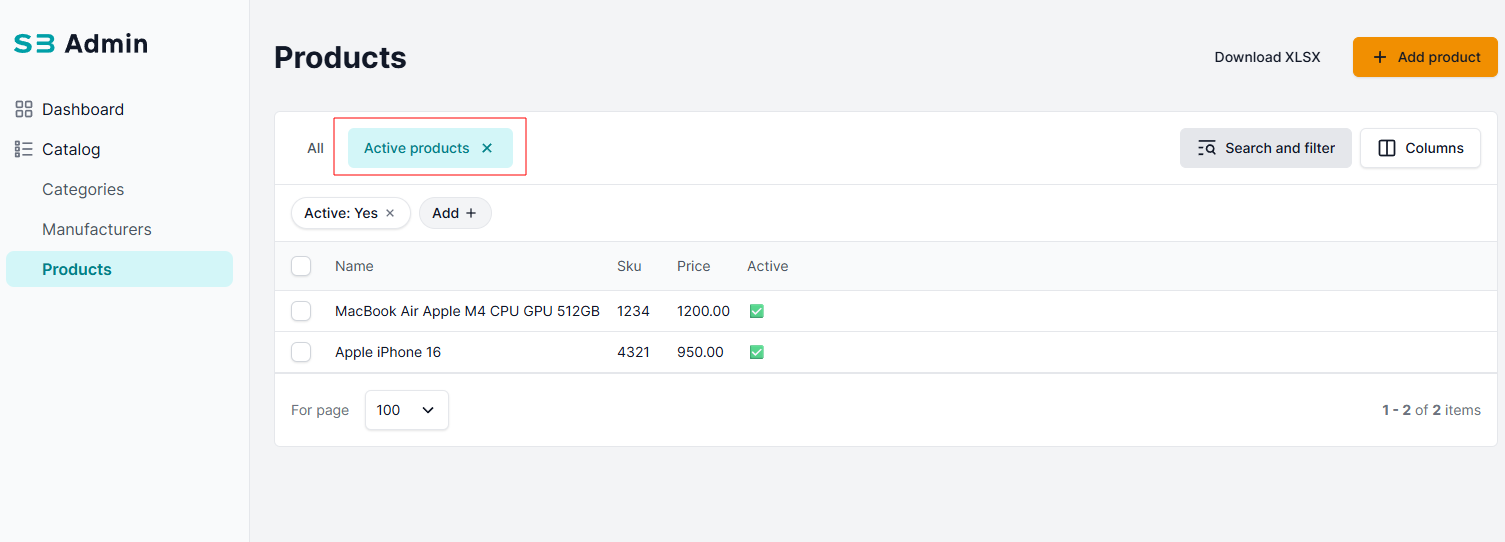 SB Admin
Dashboard
Catalog
Categories
Manufacturers
Products
Products
Download XLSX
Add product
All
Active products
Search and filter
Columns
Active: Yes
Add
Name Sku Price Active
MacBook Air Apple M4 CPU GPU 512GB 1234 1200.00
Apple iPhone 16 4321 950.00
For page 100
1 - 2 of 2 items